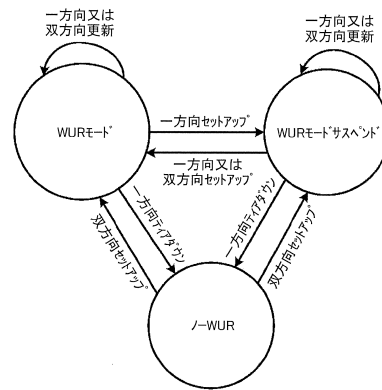 一方向又は
双方向更新
一方向又は
双方向更新
WURモード
一方向セットアップ
WURモードサスペンド
一方向又は
双方向セットアップ
一方向ティアダウン
双方向セットアップ
一方向ティアダウン
双方向セットアップ
ノーWUR